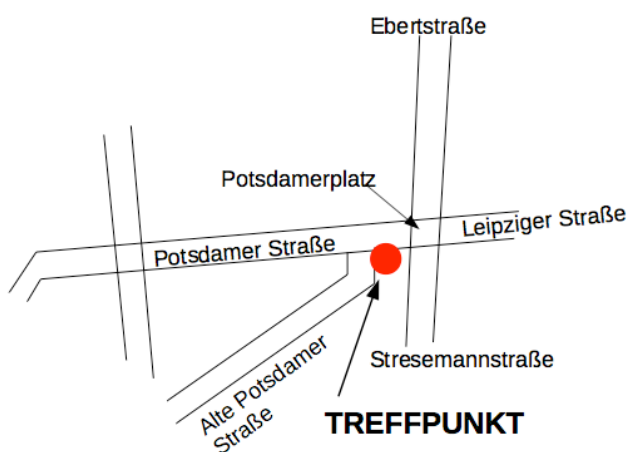 Ebertstraße
Potsdamerplatz
Leipziger Straße
Potsdamer Straße
Stresemannstraße
Alte Potsdamer
Straße
TREFFPUNKT